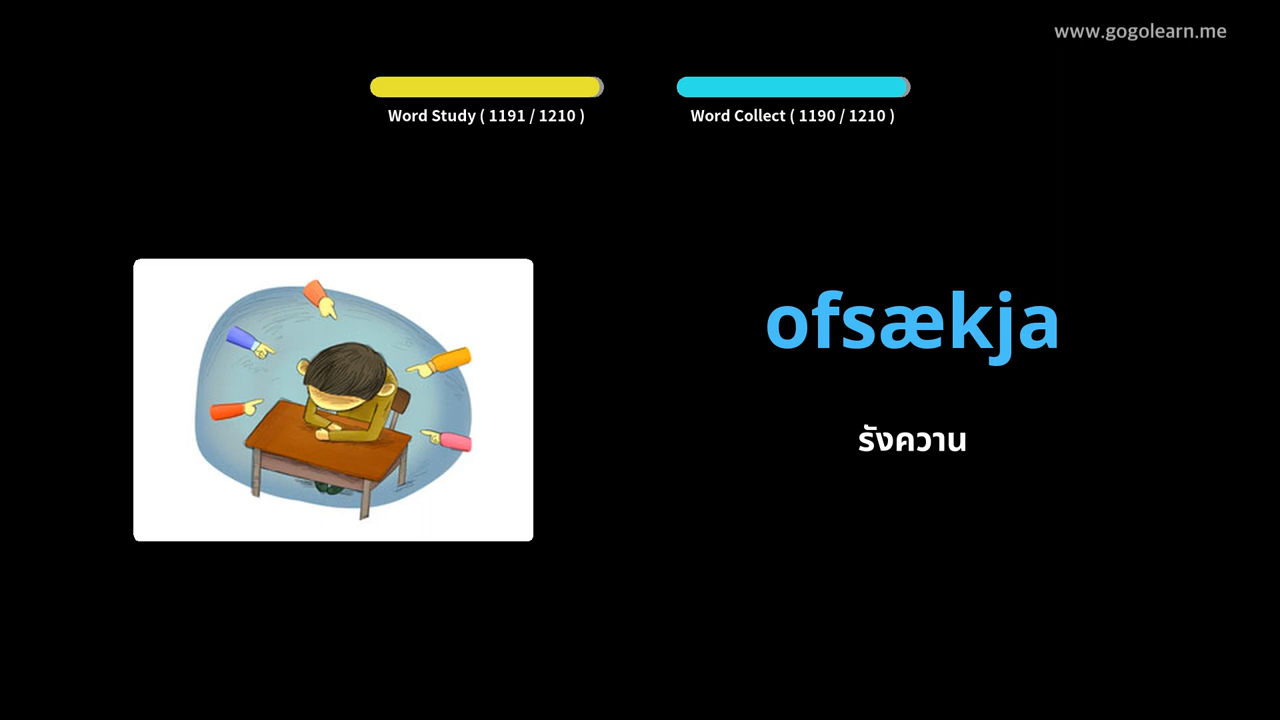 www.gogolearn.me
Word Study ( 1191 / 1210 )
Word Collect ( 1190 / 1210 )
ofsækja
รังควาน